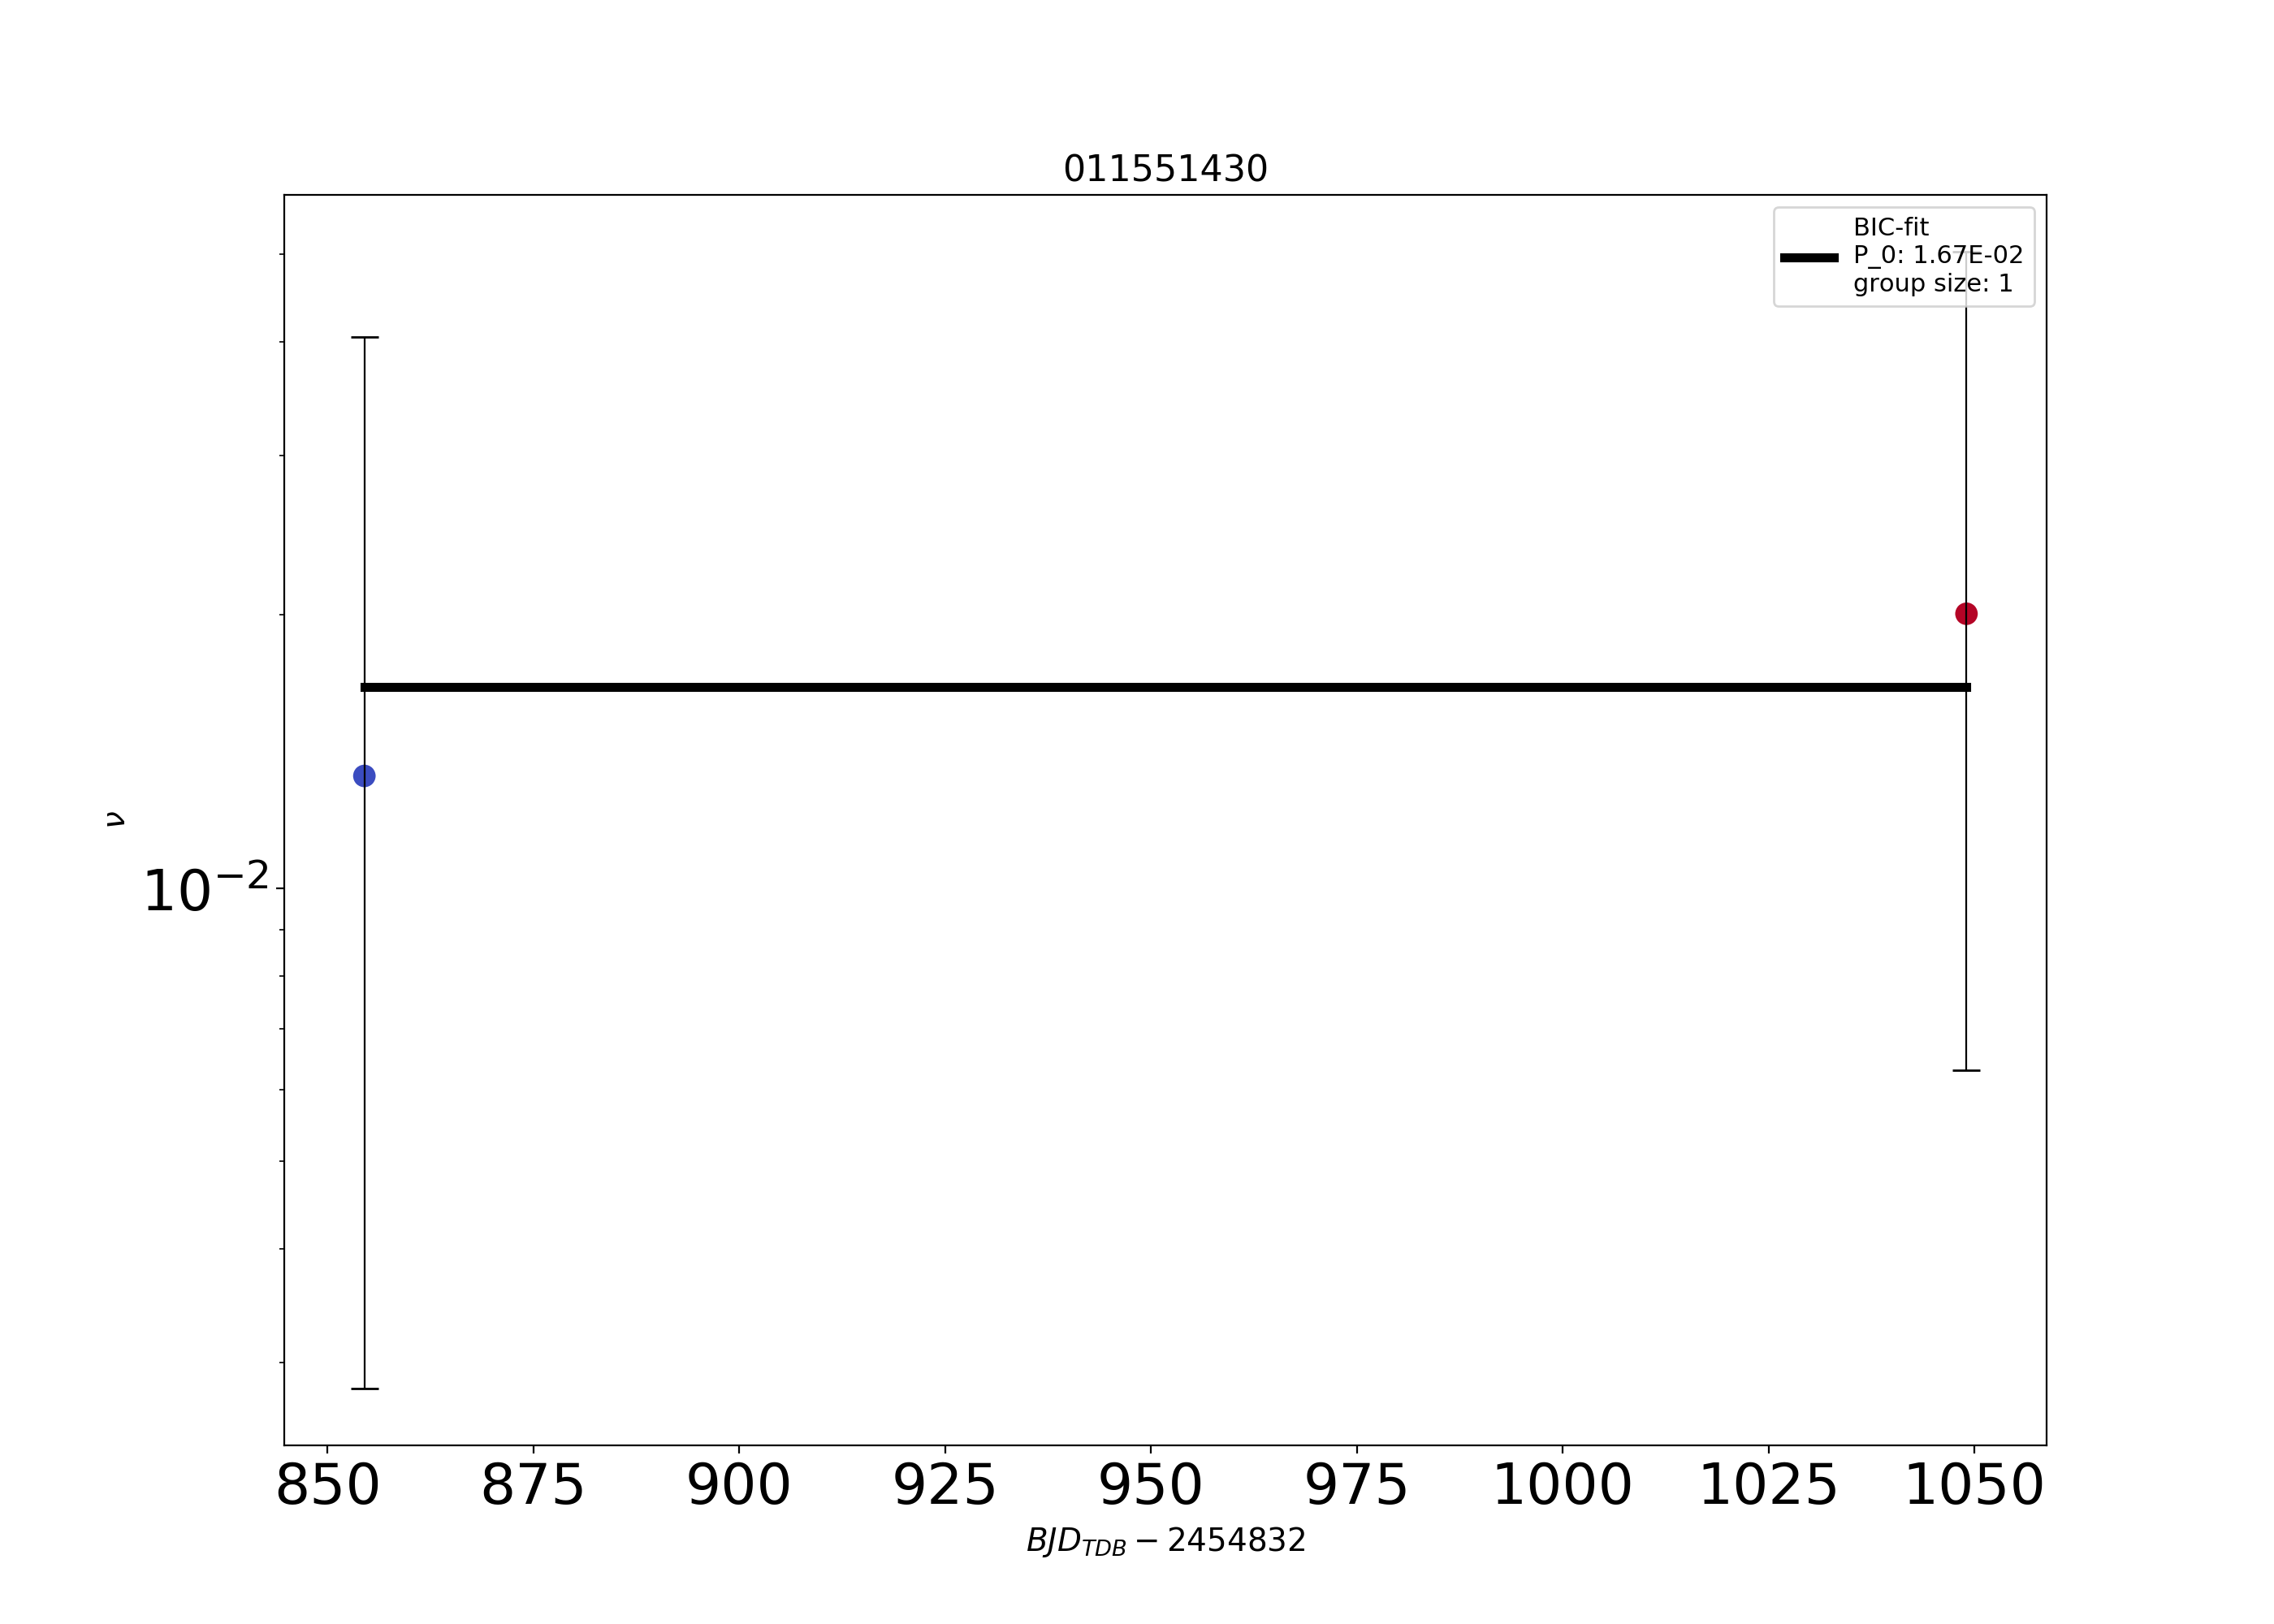 011551430
BIC-fit
P_0: 1.67E-02
group size: 1
ν
10⁻²
850 875 900 925 950 975 1000 1025 1050
BJD_TDB − 2454832